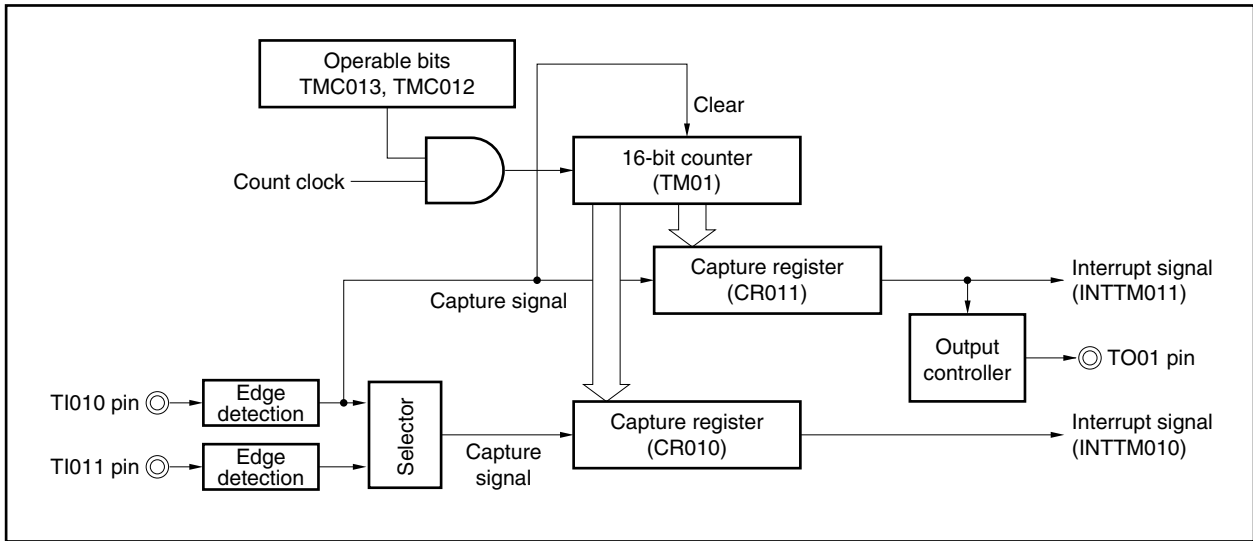 Operable bits
TMC013, TMC012
Clear
16-bit counter
(TM01)
Count clock
Capture register
(CR011)
Interrupt signal
(INTTM011)
Capture signal
Output
controller
TO01 pin
TI010 pin
Edge
detection
Selector
Capture register
(CR010)
Interrupt signal
(INTTM010)
Capture
signal
TI011 pin
Edge
detection